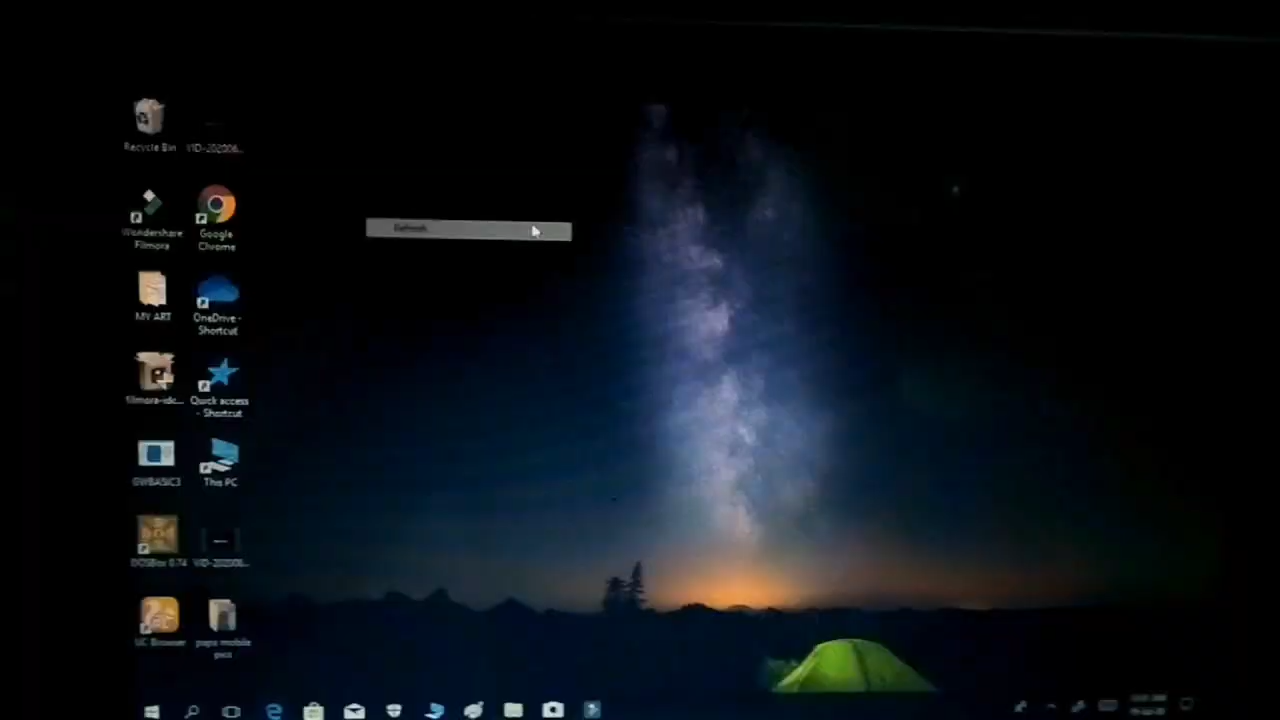 Recycle Bin
VID-202006...
Wondershare
Filmora
Google
Chrome
MY ART
OneDrive -
Shortcut
filmora-idc...
Quick access
- Shortcut
GWBASIC3
This PC
DOSBox 0.74
VID-202006...
UC Browser
papa mobile
pics
Refresh